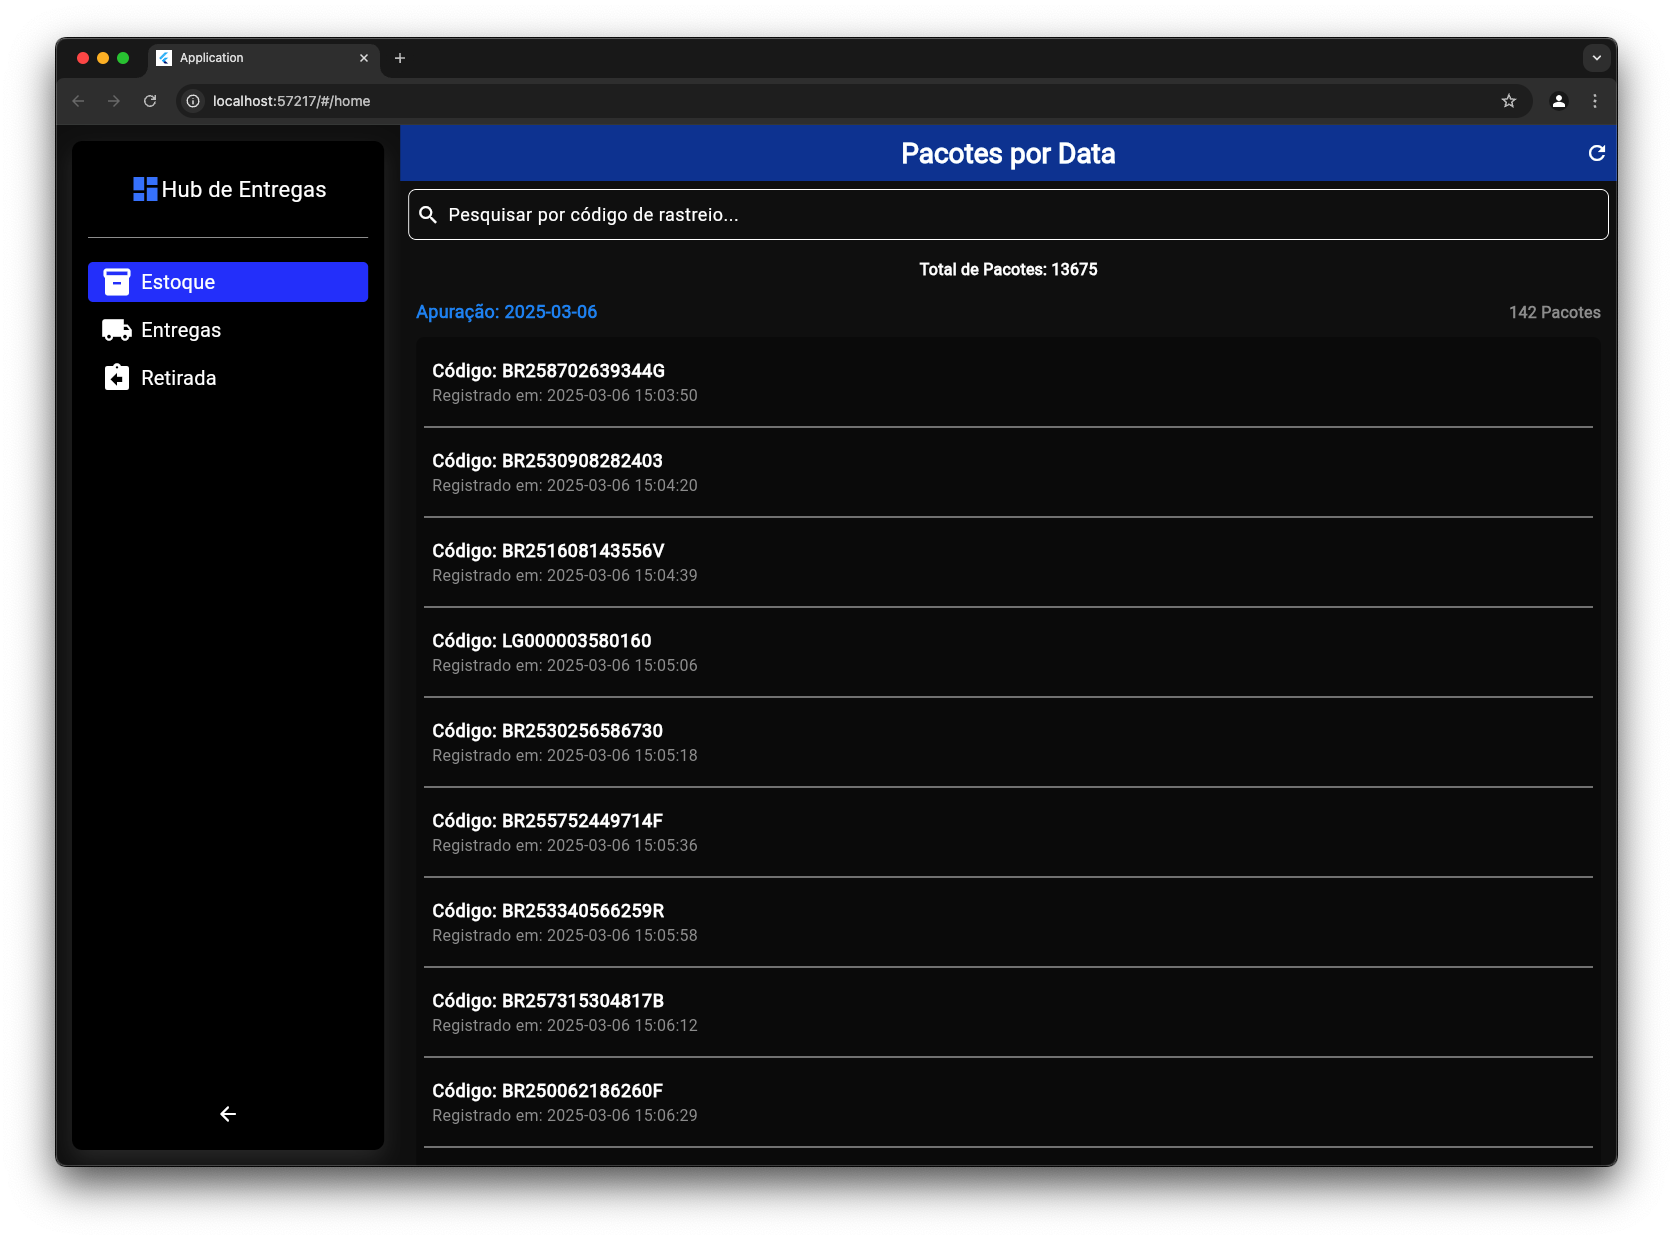 Application
localhost:57217/#/home
Hub de Entregas
Estoque
Entregas
Retirada
Pacotes por Data
Pesquisar por código de rastreio...
Total de Pacotes: 13675
Apuração: 2025-03-06
142 Pacotes
Código: BR258702639344G
Registrado em: 2025-03-06 15:03:50
Código: BR2530908282403
Registrado em: 2025-03-06 15:04:20
Código: BR251608143556V
Registrado em: 2025-03-06 15:04:39
Código: LG000003580160
Registrado em: 2025-03-06 15:05:06
Código: BR2530256586730
Registrado em: 2025-03-06 15:05:18
Código: BR255752449714F
Registrado em: 2025-03-06 15:05:36
Código: BR253340566259R
Registrado em: 2025-03-06 15:05:58
Código: BR257315304817B
Registrado em: 2025-03-06 15:06:12
Código: BR250062186260F
Registrado em: 2025-03-06 15:06:29